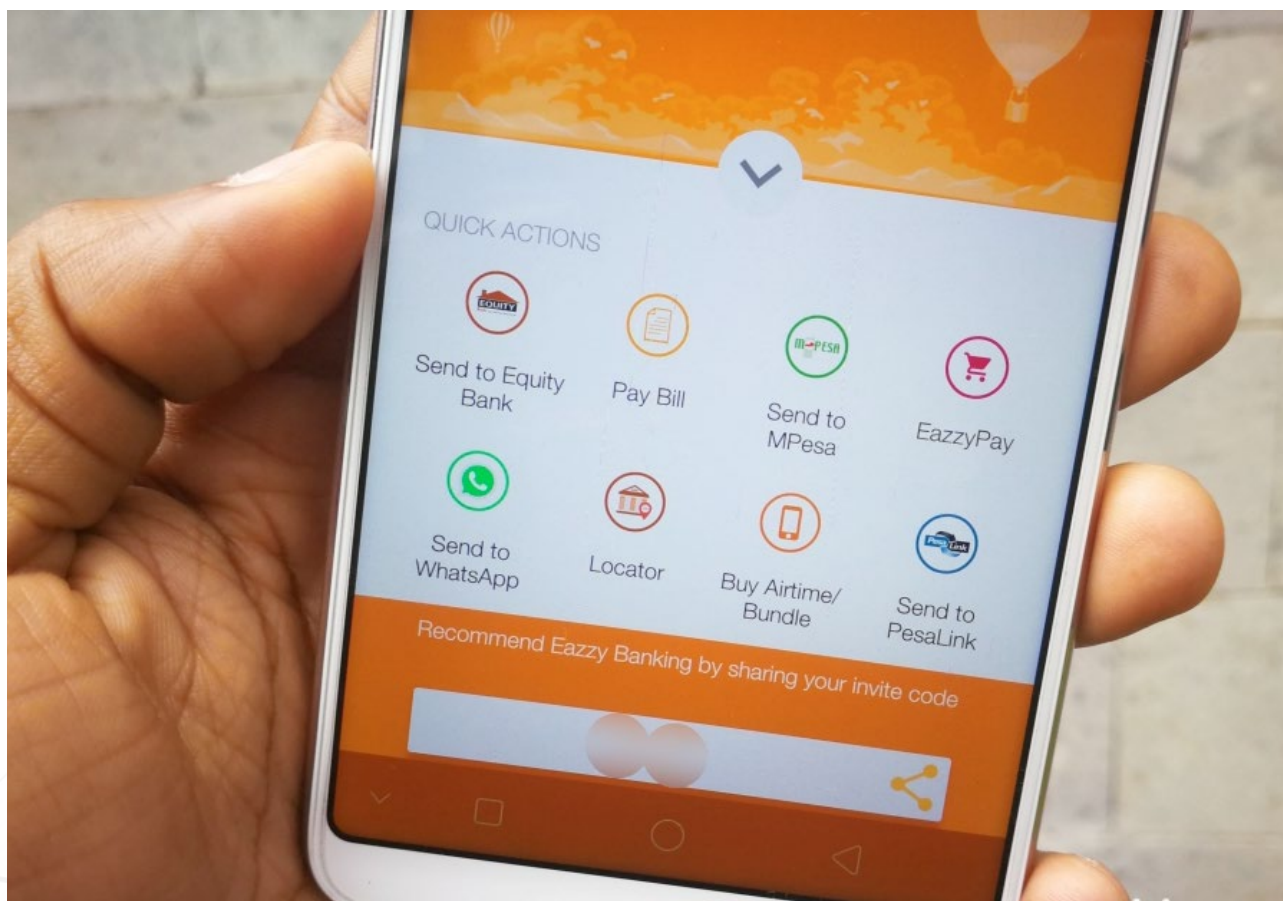 QUICK ACTIONS
EQUITY
M-PESA
Send to Equity
Bank
Pay Bill
Send to
MPesa
EazzyPay
PesaLink
Send to
WhatsApp
Locator
Buy Airtime/
Bundle
Send to
PesaLink
Recommend Eazzy Banking by sharing your invite code